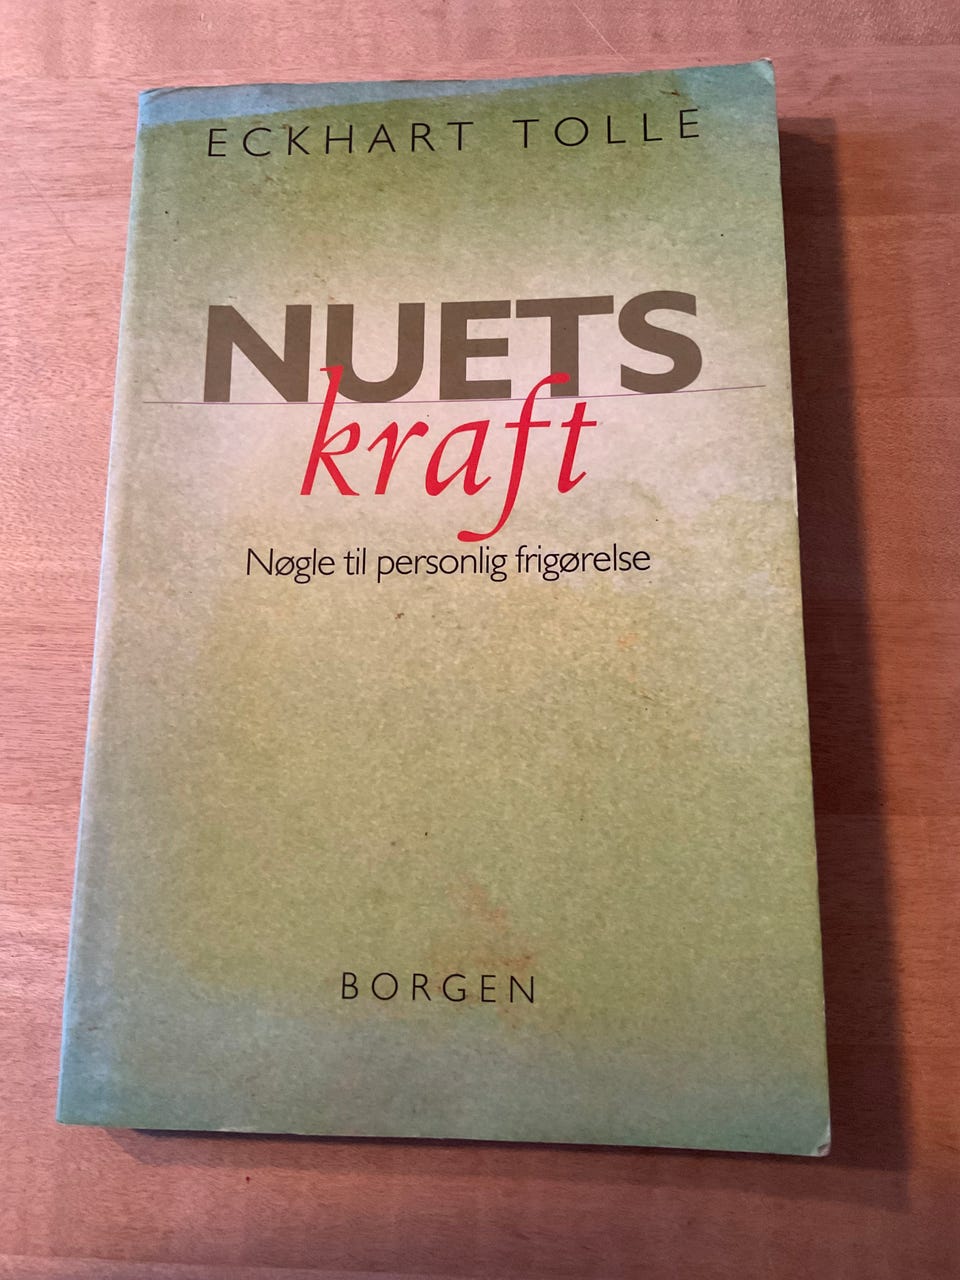 ECKHART TOLLE
NUETS
kraft
Nøgle til personlig frigørelse
BORGEN